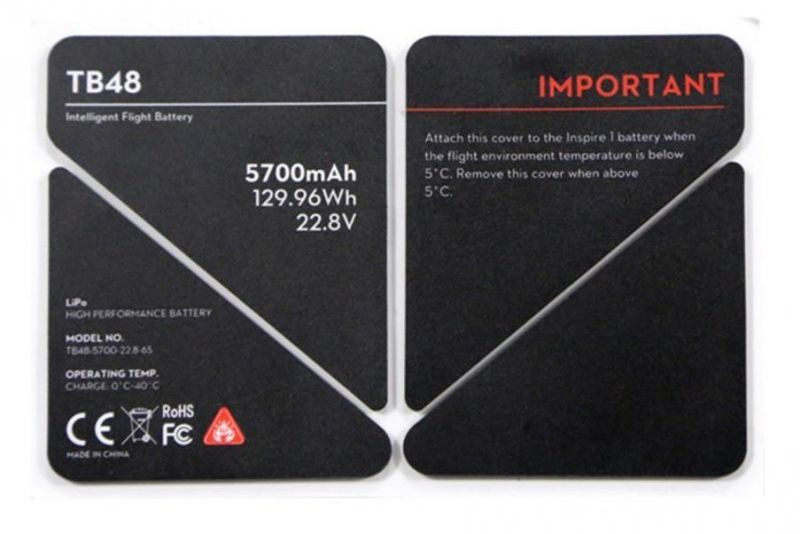 TB48
Intelligent Flight Battery
5700mAh
129.96Wh
22.8V
LiPo
HIGH PERFORMANCE BATTERY
MODEL NO.
TB48-5700-22.8-6S
OPERATING TEMP.
CHARGE: 0°C-40°C
CE
RoHS
FC
MADE IN CHINA
IMPORTANT
Attach this cover to the Inspire 1 battery when
the flight environment temperature is below
5°C. Remove this cover when above
5°C.